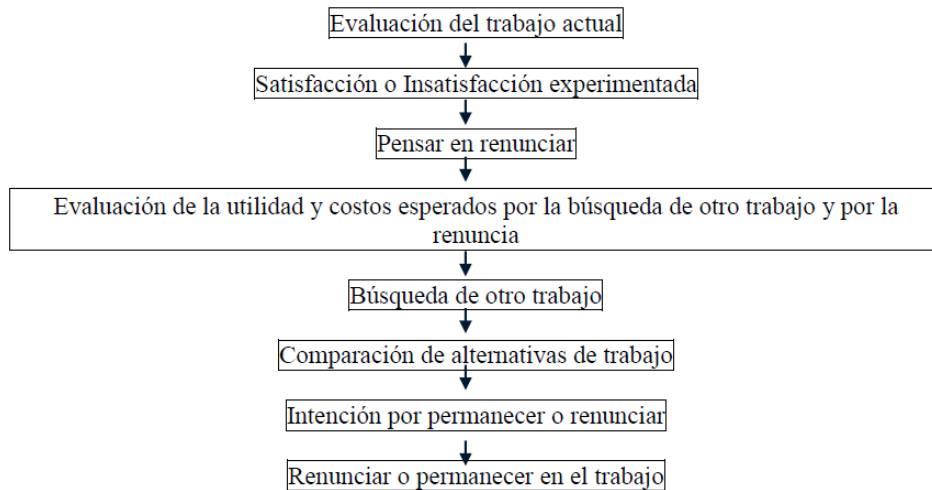 Evaluación del trabajo actual
Satisfacción o Insatisfacción experimentada
Pensar en renunciar
Evaluación de la utilidad y costos esperados por la búsqueda de otro trabajo y por la
renuncia
Búsqueda de otro trabajo
Comparación de alternativas de trabajo
Intención por permanecer o renunciar
Renunciar o permanecer en el trabajo